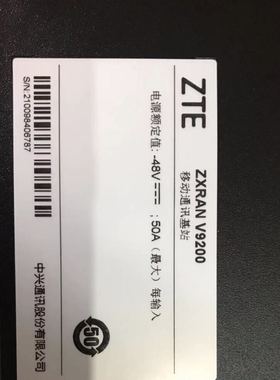 ZTE
ZXRAN V9200
移动通讯基站
电源额定值: -48V⎓ ; 50A（最大）每输入
S/N:210098406787
50
中兴通讯股份有限公司